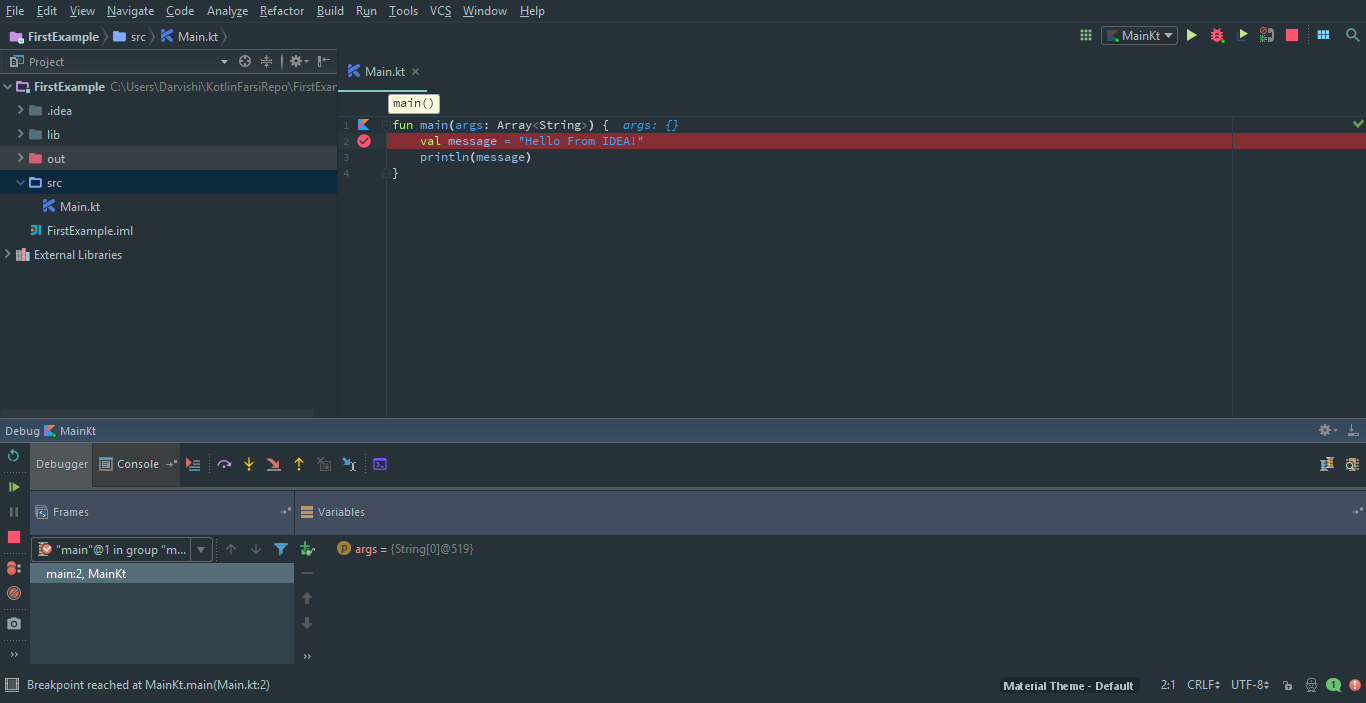 File Edit View Navigate Code Analyze Refactor Build Run Tools VCS Window Help
FirstExample src Main.kt
MainKt
Project
Main.kt
FirstExample C:\Users\Darvishi\KotlinFarsiRepo\FirstExar
.idea
lib
out
src
Main.kt
FirstExample.iml
External Libraries
main()
1 fun main(args: Array<String>) { args: {}
2 val message = "Hello From IDEA!"
3 println(message)
4 }
Debug MainKt
Debugger Console
Frames
Variables
"main"@1 in group "m...
args = {String[0]@519}
main:2, MainKt
Breakpoint reached at MainKt.main(Main.kt:2)
Material Theme - Default 2:1 CRLF UTF-8 1